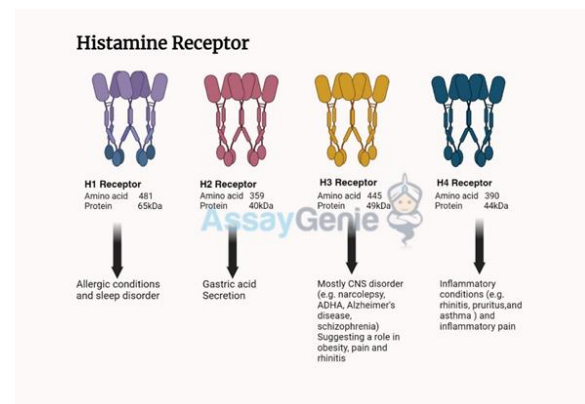 Histamine Receptor
H1 Receptor
Amino acid 481
Protein 65kDa
H2 Receptor
Amino acid 359
Protein 40kDa
H3 Receptor
Amino acid 445
Protein 49kDa
H4 Receptor
Amino acid 390
Protein 44kDa
AssayGenie
Allergic conditions
and sleep disorder
Gastric acid
Secretion
Mostly CNS disorder
(e.g. narcolepsy,
ADHA, Alzheimer's
disease,
schizophrenia)
Suggesting a role in
obesity, pain and
rhinitis
Inflammatory
conditions (e.g.
rhinitis, pruritus,and
asthma ) and
inflammatory pain